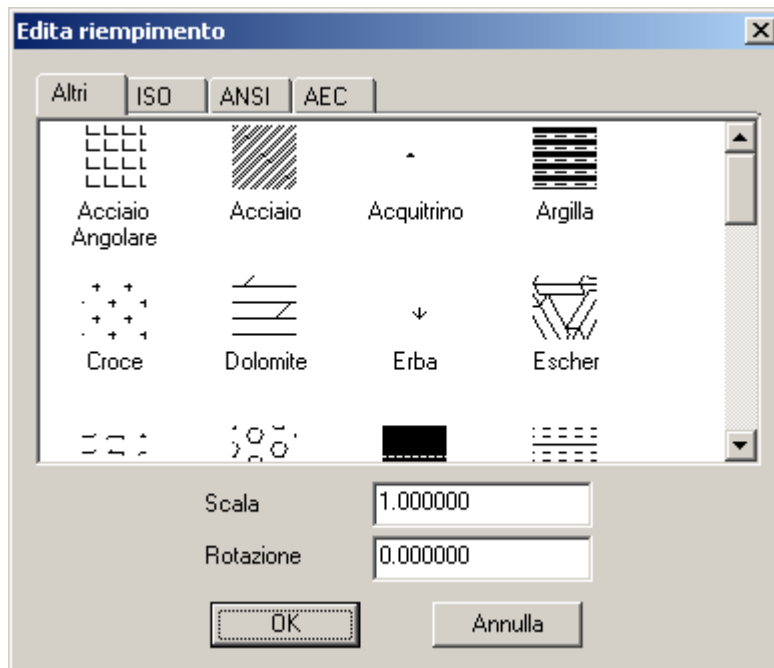 Edita riempimento
Altri ISO ANSI AEC
Acciaio Angolare Acciaio Acquitrino Argilla
Croce Dolomite Erba Escher
Scala 1.000000
Rotazione 0.000000
OK Annulla